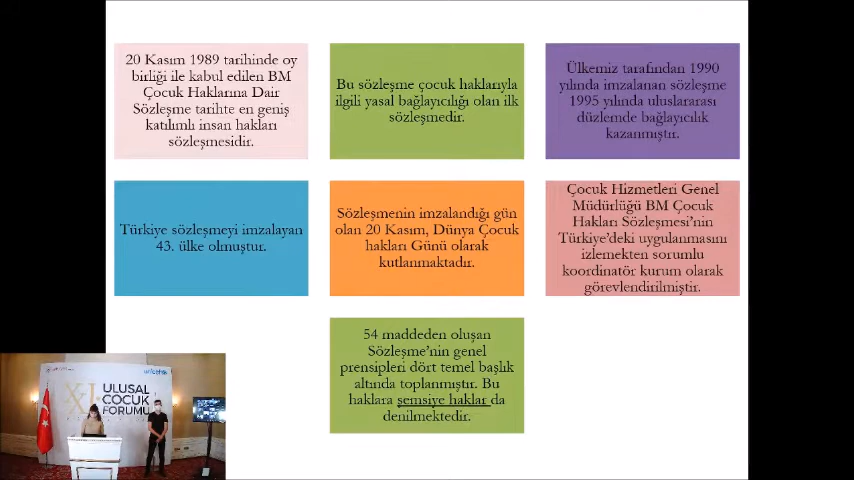 20 Kasım 1989 tarihinde oy
birliği ile kabul edilen BM
Çocuk Haklarına Dair
Sözleşme tarihte en geniş
katılımlı insan hakları
sözleşmesidir.
Bu sözleşme çocuk haklarıyla
ilgili yasal bağlayıcılığı olan ilk
sözleşmedir.
Ülkemiz tarafından 1990
yılında imzalanan sözleşme
1995 yılında uluslararası
düzlemde bağlayıcılık
kazanmıştır.
Türkiye sözleşmeyi imzalayan
43. ülke olmuştur.
Sözleşmenin imzalandığı gün
olan 20 Kasım, Dünya Çocuk
hakları Günü olarak
kutlanmaktadır.
Çocuk Hizmetleri Genel
Müdürlüğü BM Çocuk
Hakları Sözleşmesi'nin
Türkiye'deki uygulanmasını
izlemekten sorumlu
koordinatör kurum olarak
görevlendirilmiştir.
54 maddeden oluşan
Sözleşme'nin genel
prensipleri dört temel başlık
altında toplanmıştır. Bu
haklara şemsiye haklar da
denilmektedir.
unicef
XXI.
ULUSAL
ÇOCUK
FORUMU